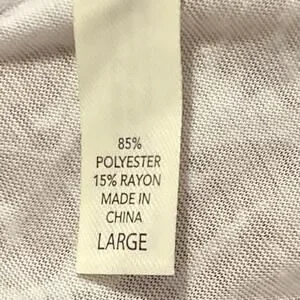 85%
POLYESTER
15% RAYON
MADE IN
CHINA
LARGE